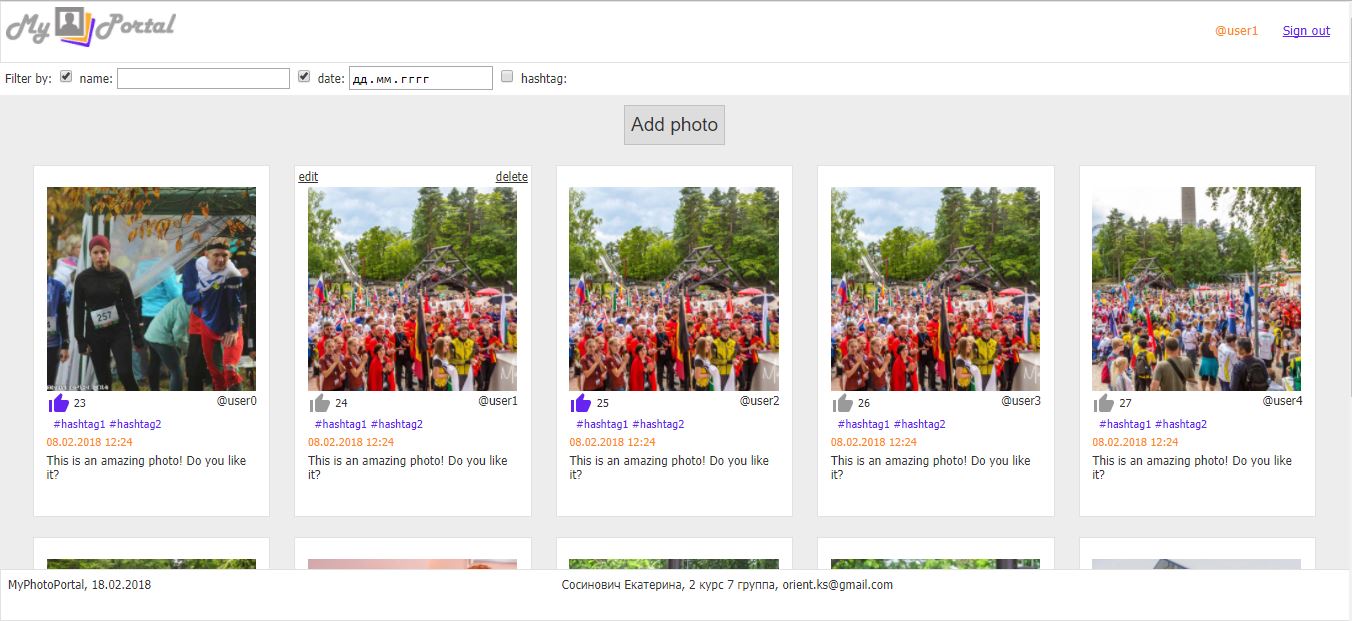 My Portal
@user1 Sign out
Filter by: name: date: дд.мм.гггг hashtag:
Add photo
257
23 @user0
#hashtag1 #hashtag2
08.02.2018 12:24
This is an amazing photo! Do you like
it?
edit delete
24 @user1
#hashtag1 #hashtag2
08.02.2018 12:24
This is an amazing photo! Do you like
it?
25 @user2
#hashtag1 #hashtag2
08.02.2018 12:24
This is an amazing photo! Do you like
it?
26 @user3
#hashtag1 #hashtag2
08.02.2018 12:24
This is an amazing photo! Do you like
it?
27 @user4
#hashtag1 #hashtag2
08.02.2018 12:24
This is an amazing photo! Do you like
it?
MyPhotoPortal, 18.02.2018
Сосинович Екатерина, 2 курс 7 группа, orient.ks@gmail.com